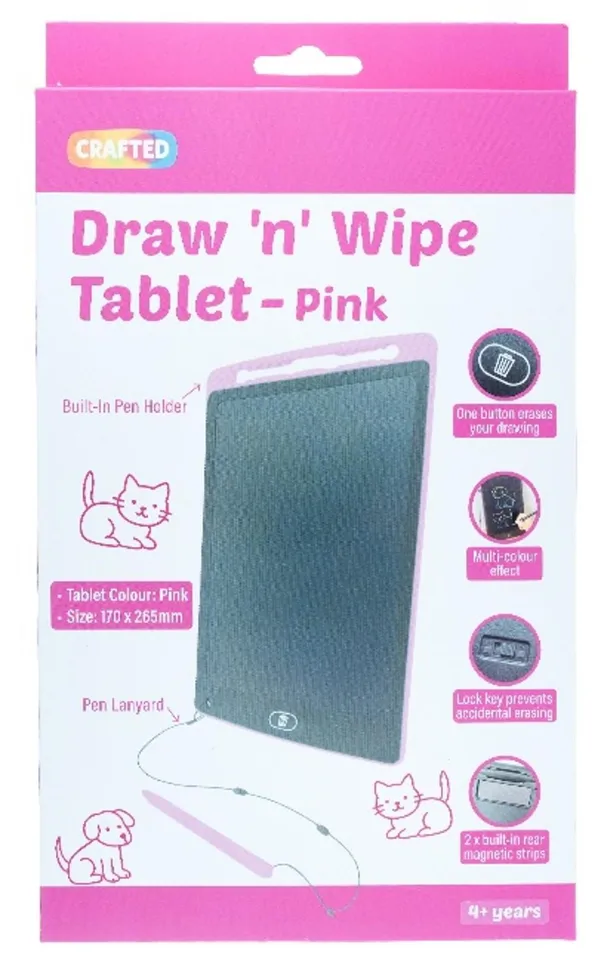 CRAFTED
Draw 'n' Wipe
Tablet - Pink
Built-In Pen Holder
One button erases
your drawing
Multi-colour
effect
- Tablet Colour: Pink
- Size: 170 x 265mm
Lock key prevents
accidental erasing
Pen Lanyard
2 x built-in rear
magnetic strips
4+ years